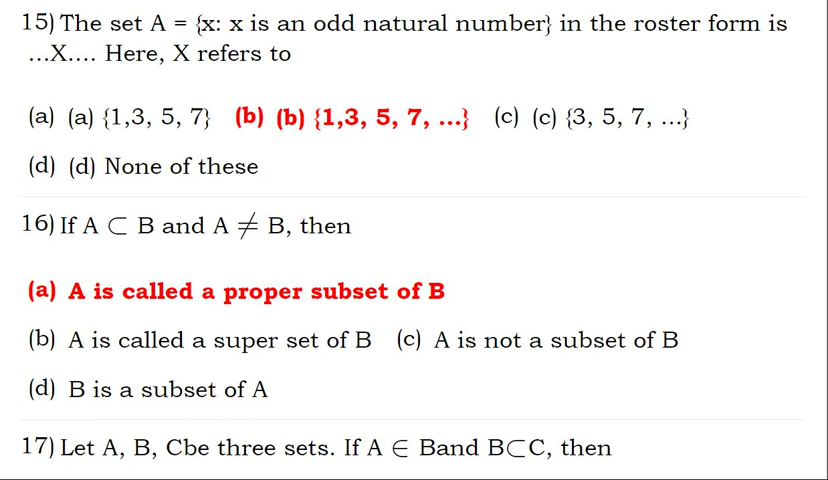 15) The set A = {x: x is an odd natural number} in the roster form is
...X.... Here, X refers to
(a) (a) {1,3, 5, 7} (b) (b) {1,3, 5, 7, ...} (c) (c) {3, 5, 7, ...}
(d) (d) None of these
16) If A ⊂ B and A ≠ B, then
(a) A is called a proper subset of B
(b) A is called a super set of B (c) A is not a subset of B
(d) B is a subset of A
17) Let A, B, Cbe three sets. If A ∈ Band B⊂C, then